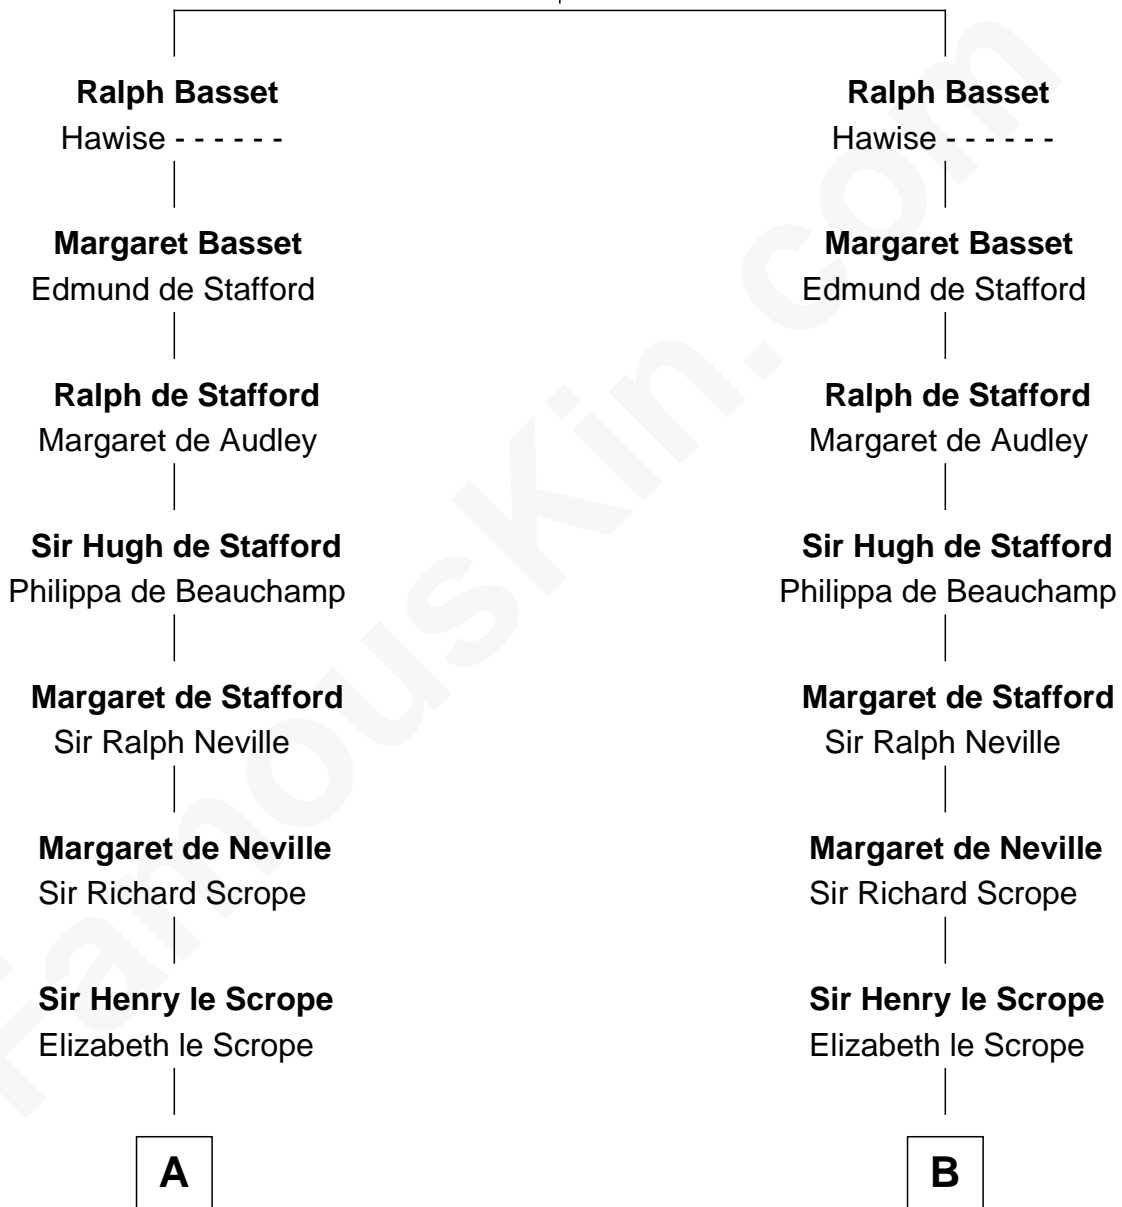 Ralph Basset
Hawise - - - - - -
Margaret Basset
Edmund de Stafford
Ralph de Stafford
Margaret de Audley
Sir Hugh de Stafford
Philippa de Beauchamp
Margaret de Stafford
Sir Ralph Neville
Margaret de Neville
Sir Richard Scrope
Sir Henry le Scrope
Elizabeth le Scrope
A
Ralph Basset
Hawise - - - - - -
Margaret Basset
Edmund de Stafford
Ralph de Stafford
Margaret de Audley
Sir Hugh de Stafford
Philippa de Beauchamp
Margaret de Stafford
Sir Ralph Neville
Margaret de Neville
Sir Richard Scrope
Sir Henry le Scrope
Elizabeth le Scrope
B
FamousKin.com